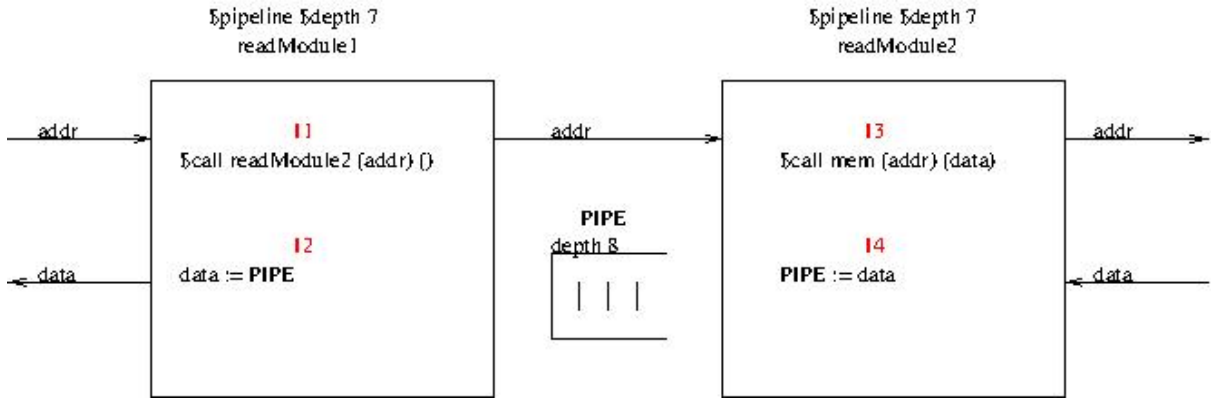 $pipeline $depth 7
readModule1
$pipeline $depth 7
readModule2
addr
I1
$call readModule2 (addr) ()
addr
I3
$call mem (addr) (data)
addr
PIPE
depth 8
data
I2
data := PIPE
I4
PIPE := data
data